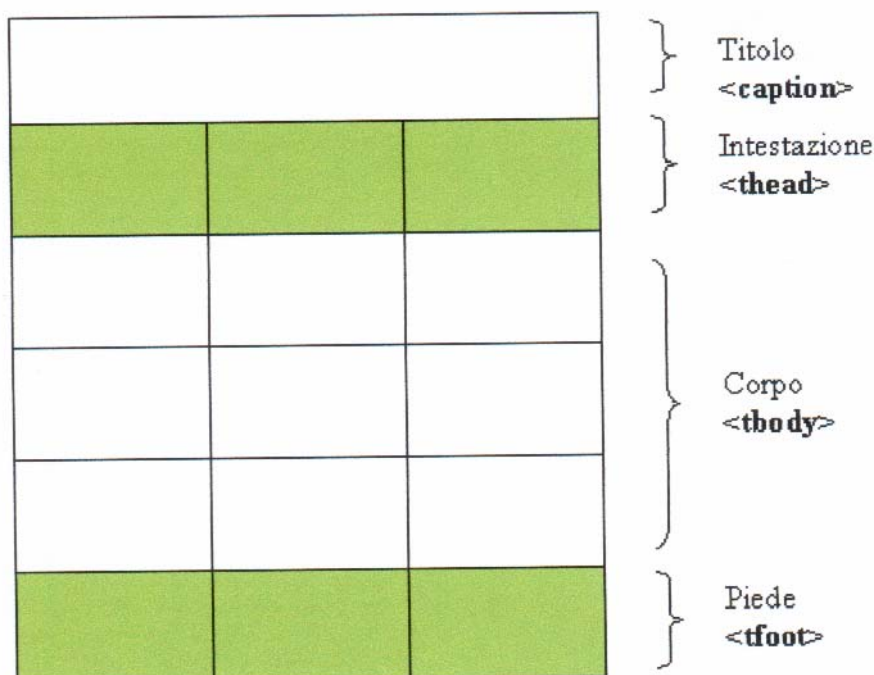 Titolo
<caption>
Intestazione
<thead>
Corpo
<tbody>
Piede
<tfoot>